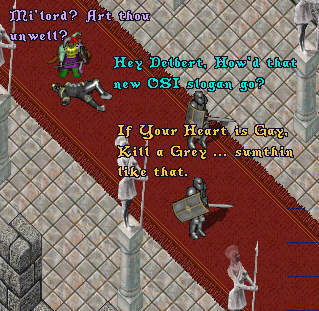 Mi'lord? Art thou
unwell?
Hey Delbert, How'd that
new OSI slogan go?
If Your Heart is Gay,
Kill a Grey ... sumthin
like that.